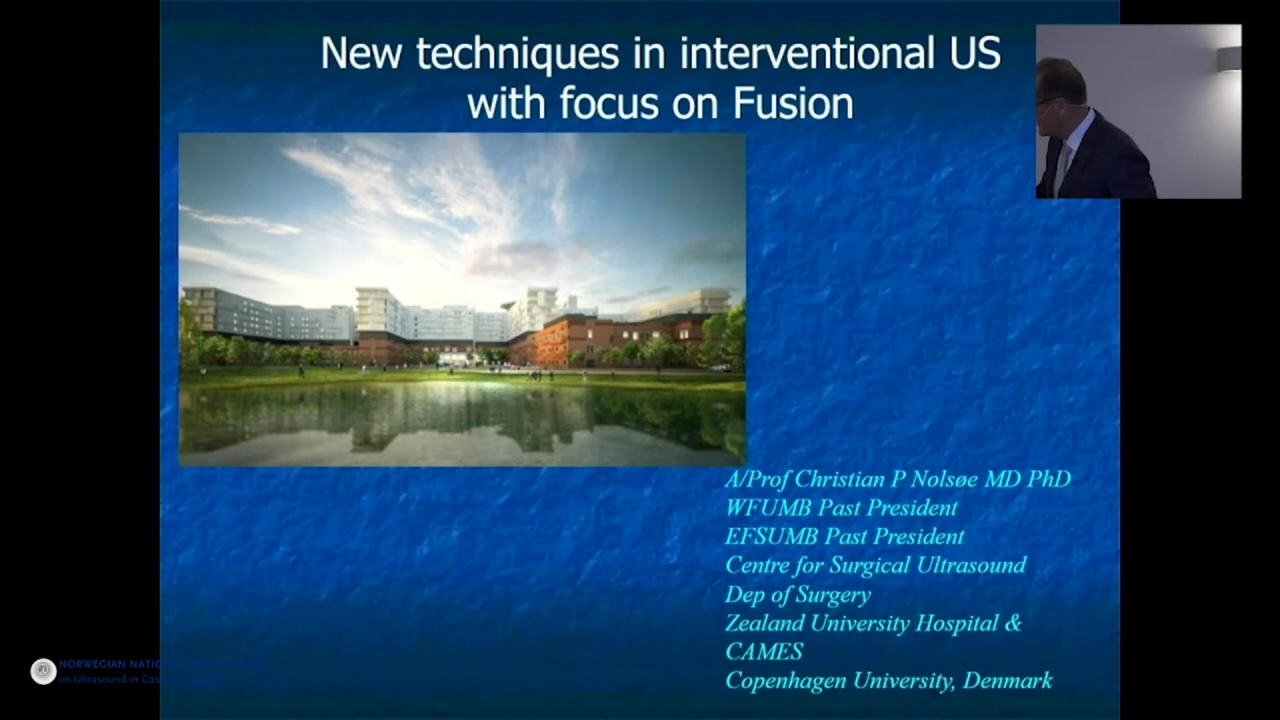 New techniques in interventional US
with focus on Fusion
A/Prof Christian P Nolsøe MD PhD
WFUMB Past President
EFSUMB Past President
Centre for Surgical Ultrasound
Dep of Surgery
Zealand University Hospital &
CAMES
Copenhagen University, Denmark
NORWEGIAN
on Ultrasound in